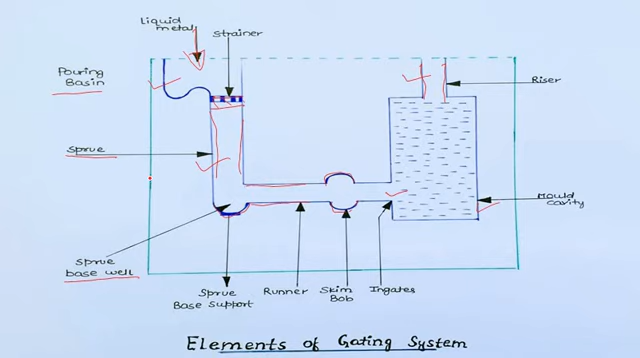 liquid
metal
Strainer
Pouring
Basin
Riser
Sprue
Mould
cavity
Sprue
base well
Sprue
Base Support
Runner
Skim
Bob
Ingates
Elements of Gating System